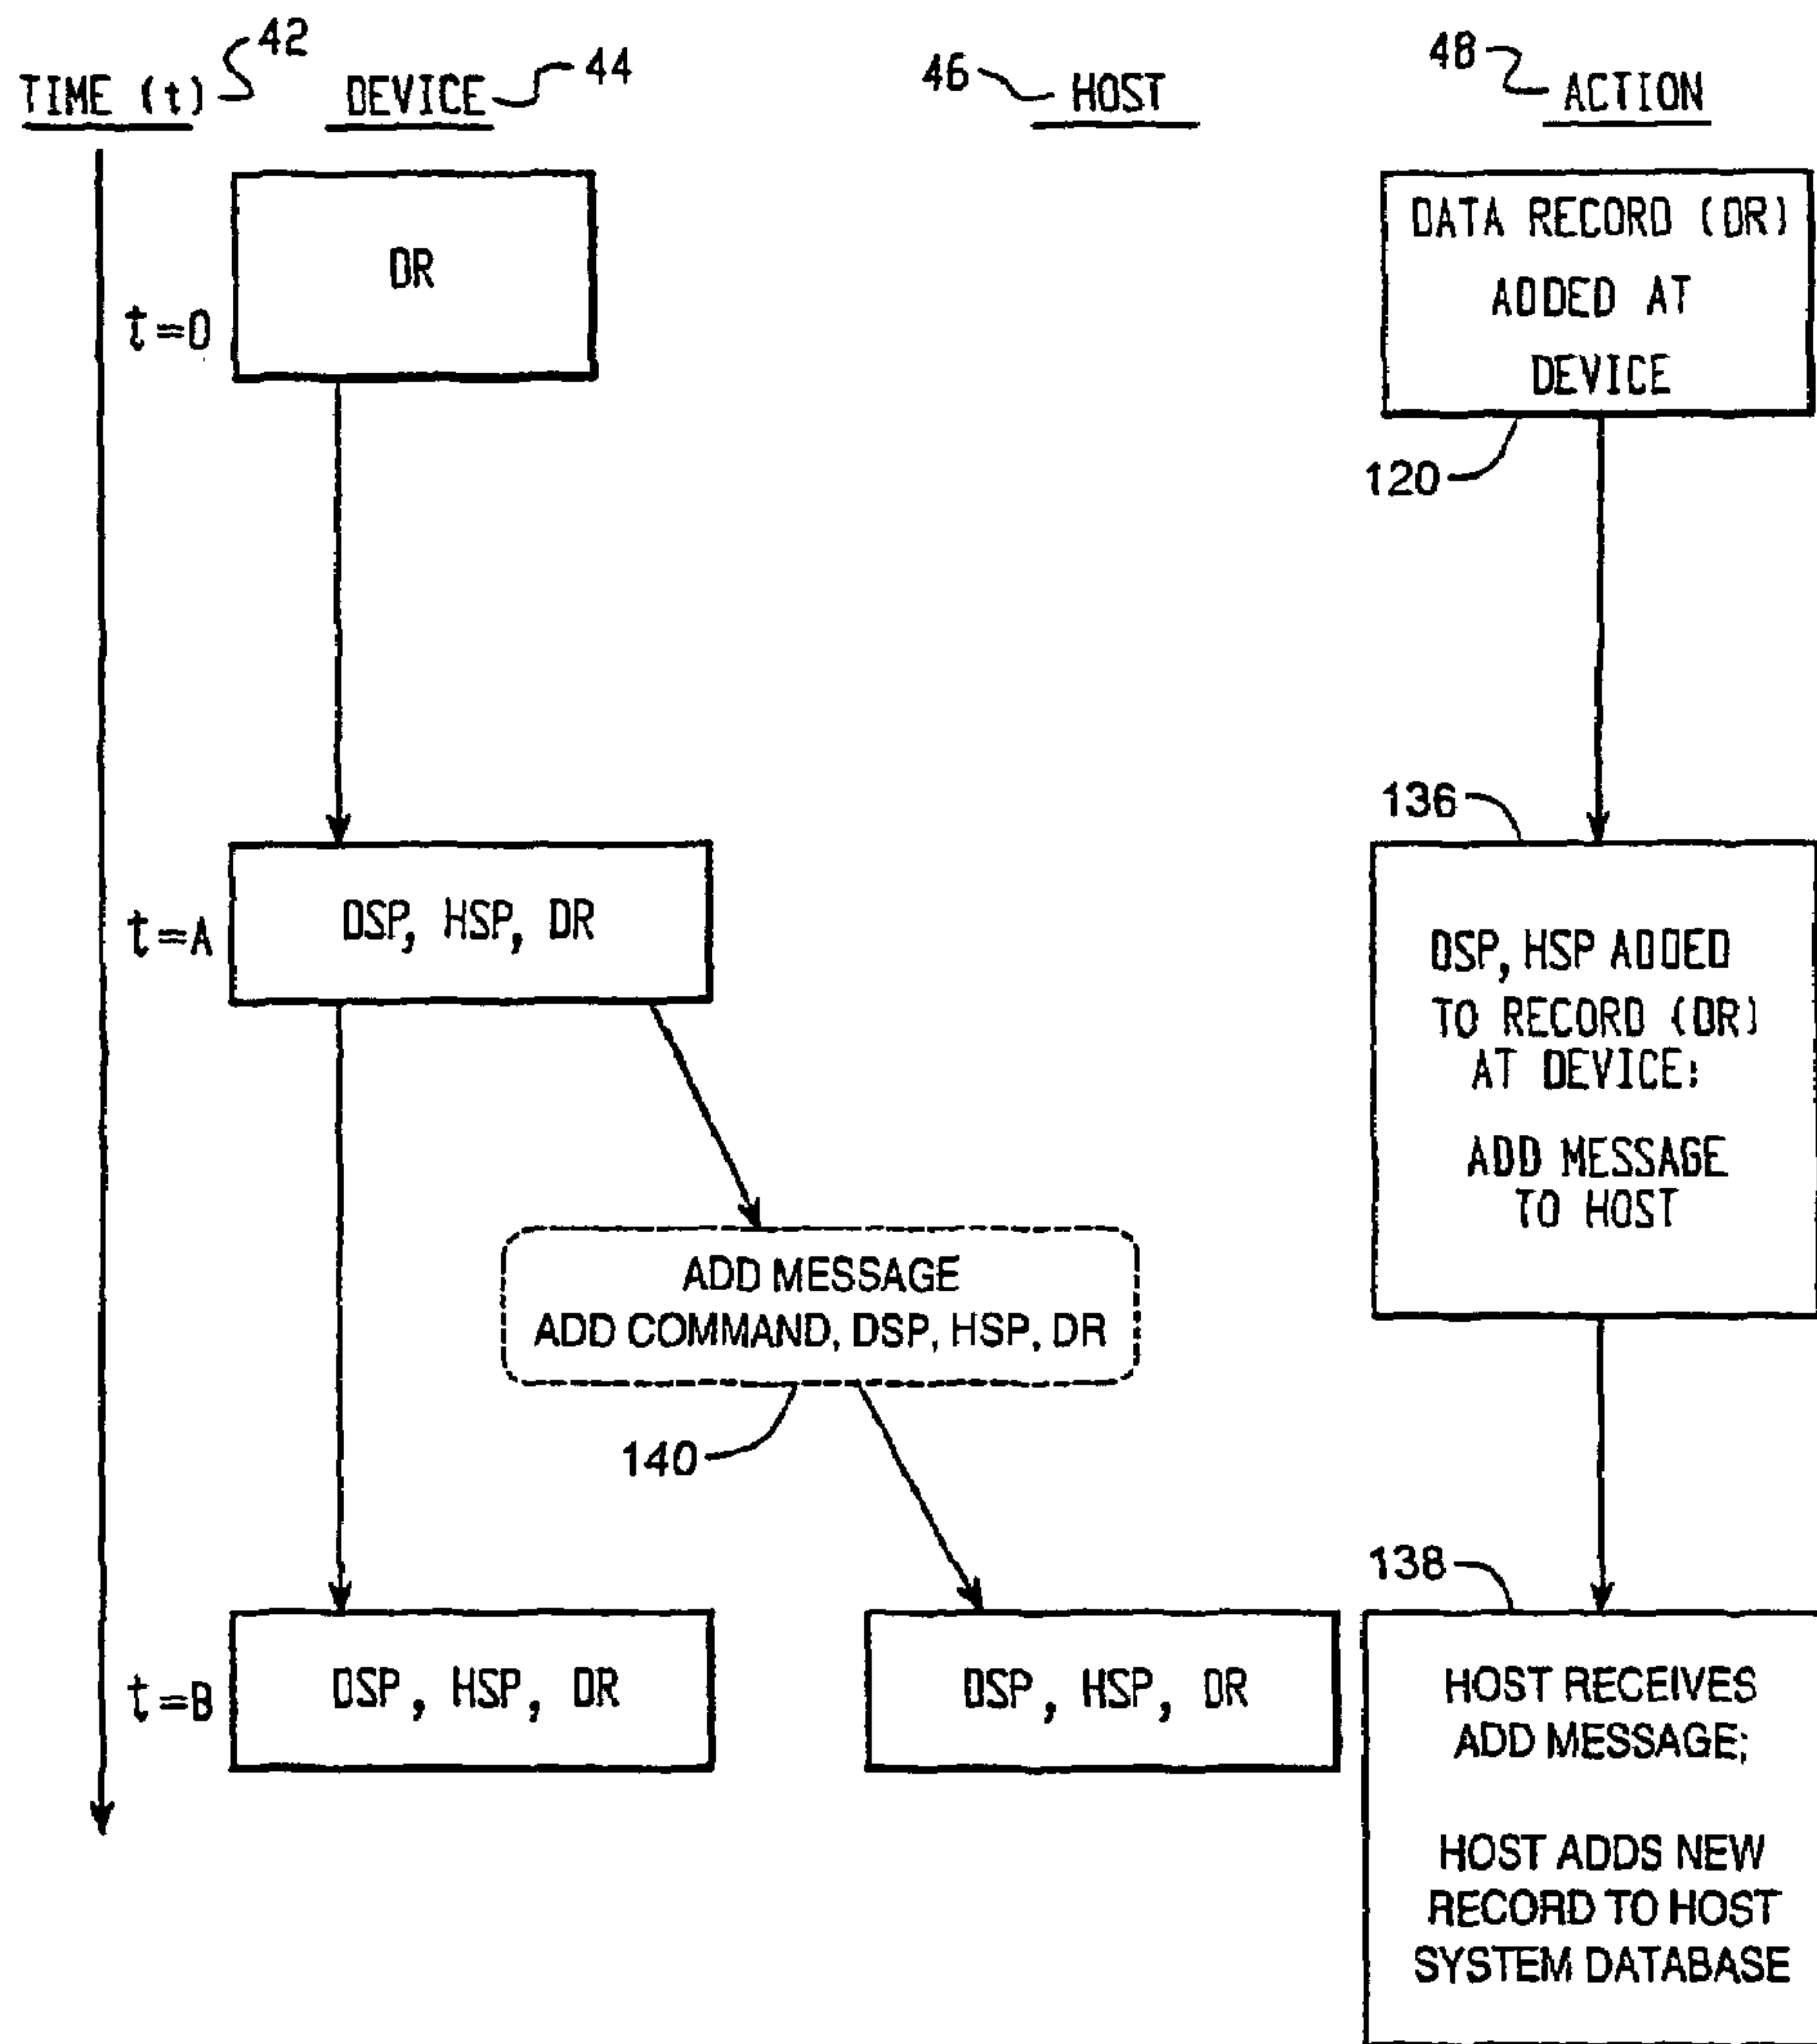 42
44
46
48
TIME (t)
DEVICE
HOST
ACTION
DR
t=0
DATA RECORD (DR)
ADDED AT
DEVICE
120
136
DSP, HSP, DR
t=A
DSP, HSP ADDED
TO RECORD (DR)
AT DEVICE;
ADD MESSAGE
TO HOST
ADD MESSAGE
ADD COMMAND, DSP, HSP, DR
140
138
DSP, HSP, DR
t=B
DSP, HSP, DR
HOST RECEIVES
ADD MESSAGE;
HOST ADDS NEW
RECORD TO HOST
SYSTEM DATABASE